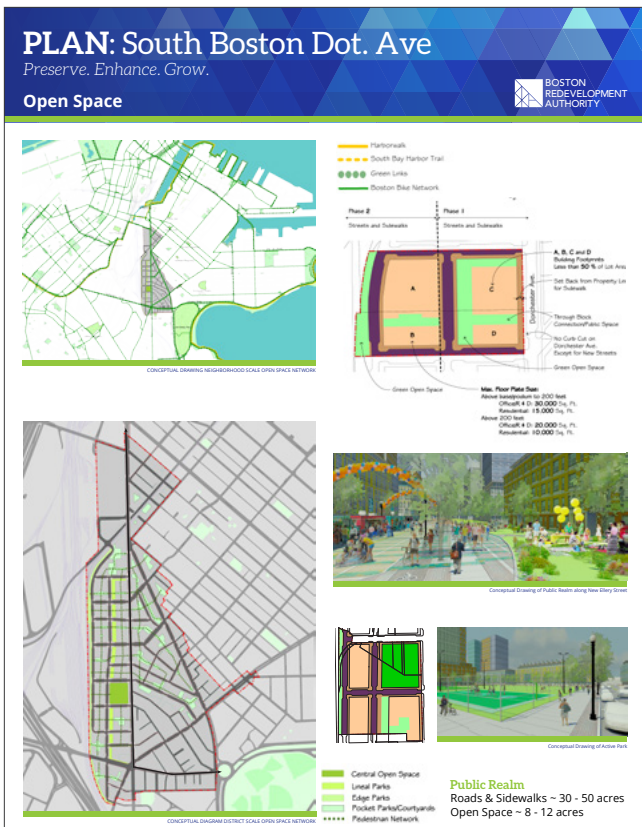 PLAN: South Boston Dot. Ave
Preserve. Enhance. Grow.
Open Space
BOSTON
REDEVELOPMENT
AUTHORITY
CONCEPTUAL DRAWING NEIGHBORHOOD SCALE OPEN SPACE NETWORK
Harborwalk
South Bay Harbor Trail
Green Links
Boston Bike Network
Phase 2
Phase 1
Streets and Sidewalks
Streets and Sidewalks
A, B, C and D
Building Footprints
Less than 50 % of Lot Area
Set Back from Property Lin
for Sidewalk
Dorchester Ave.
Through Block
Connection/Public Space
No Curb Cut on
Dorchester Ave.
Except for New Streets
Green Open Space
A
C
B
D
Green Open Space
Max. Floor Plate Size:
Above base/podium to 200 feet
Office/R & D: 30,000 Sq. Ft.
Residential: 15,000 Sq. Ft.
Above 200 feet
Office/R & D: 20,000 Sq. Ft.
Residential: 10,000 Sq. Ft.
Conceptual Drawing of Public Realm along New Ellery Street
Conceptual Drawing of Active Park
CONCEPTUAL DIAGRAM DISTRICT SCALE OPEN SPACE NETWORK
Central Open Space
Lineal Parks
Edge Parks
Pocket Parks/Courtyards
Pedestrian Network
Public Realm
Roads & Sidewalks ~ 30 - 50 acres
Open Space ~ 8 - 12 acres